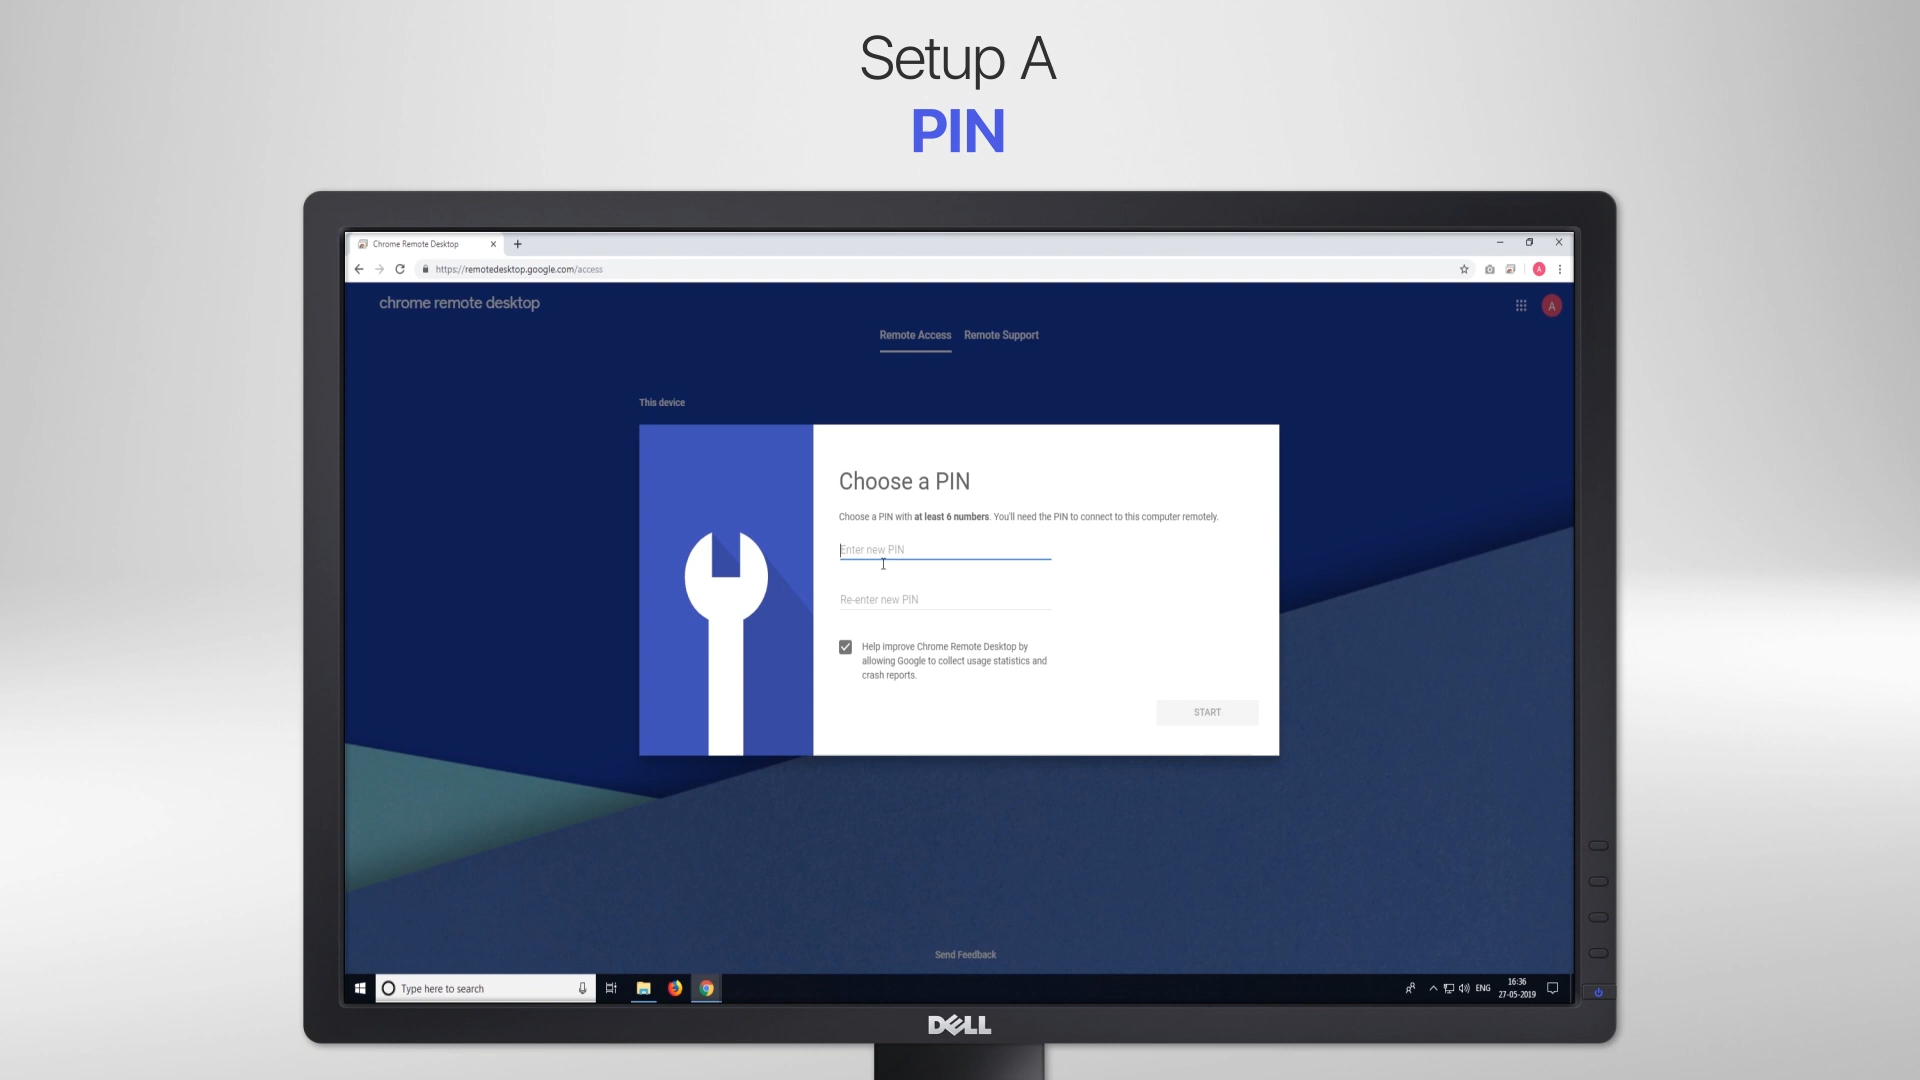 Setup A
PIN
Chrome Remote Desktop
https://remotedesktop.google.com/access
chrome remote desktop
A
A
Remote Access Remote Support
This device
Choose a PIN
Choose a PIN with at least 6 numbers. You'll need the PIN to connect to this computer remotely.
Enter new PIN
Re-enter new PIN
Help improve Chrome Remote Desktop by
allowing Google to collect usage statistics and
crash reports.
START
Send Feedback
Type here to search
ENG
16:36
27-05-2019
DELL